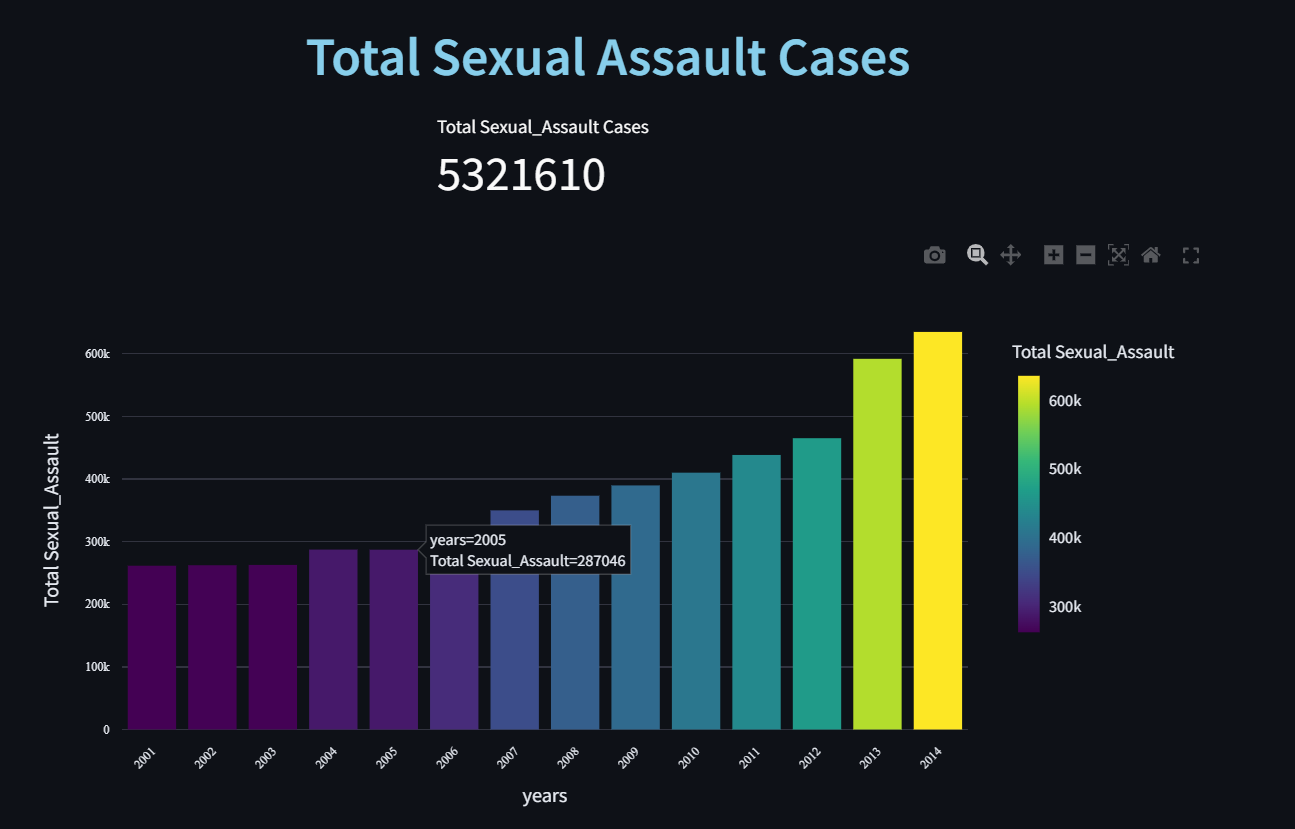 Total Sexual Assault Cases
Total Sexual_Assault Cases
5321610
Total Sexual_Assault
600k
500k
400k
300k
200k
100k
0
years=2005
Total Sexual_Assault=287046
2001
2002
2003
2004
2005
2006
2007
2008
2009
2010
2011
2012
2013
2014
years
Total Sexual_Assault
600k
500k
400k
300k